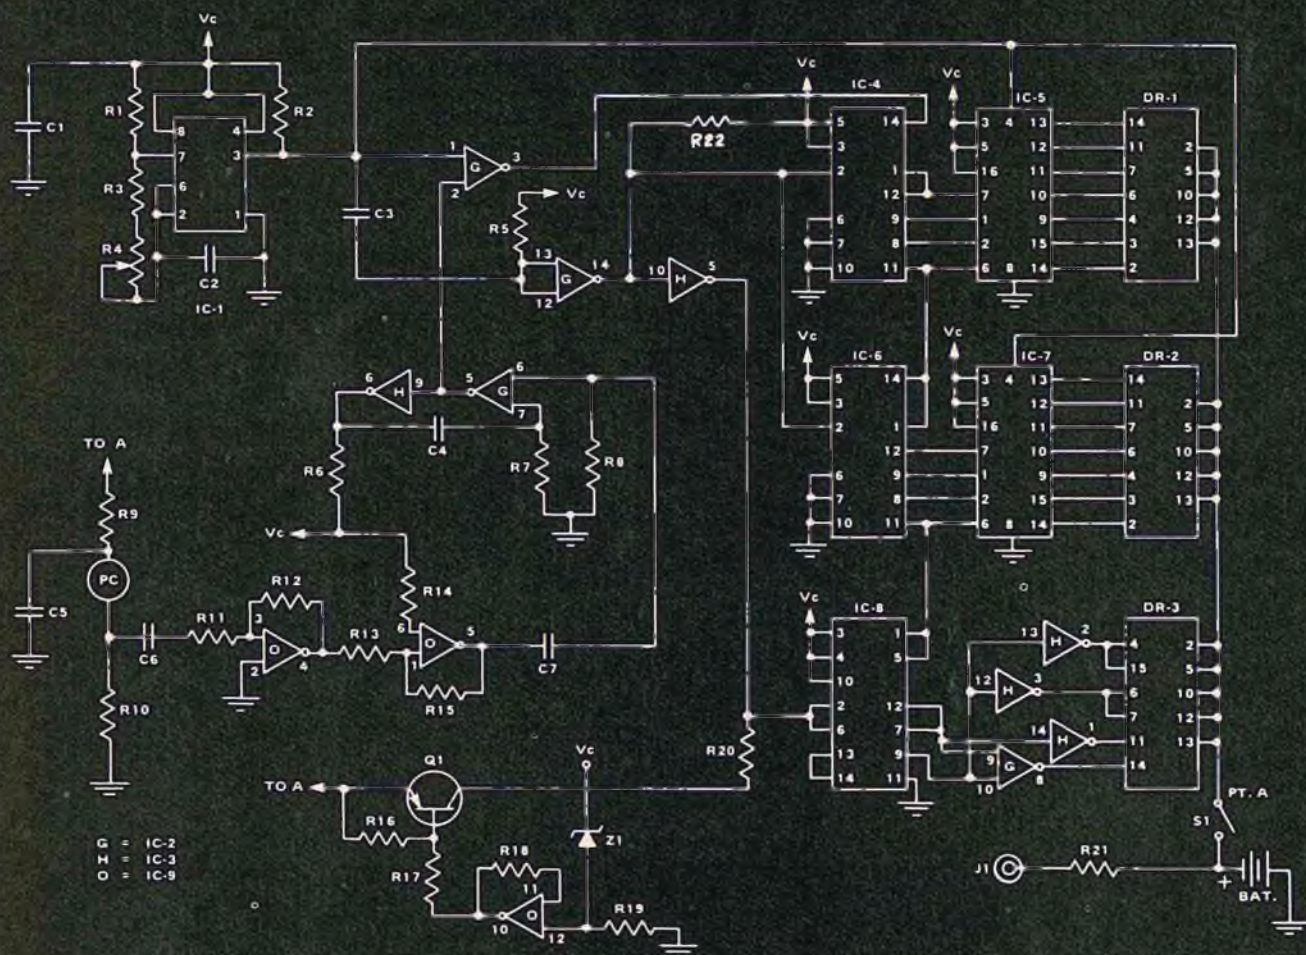 Vc
C1
R1
R2
8
4
7
3
R3
6
2
1
R4
C2
IC-1
C3
1
G
3
2
R5
Vc
13
G
14
12
10
H
5
R22
Vc
IC-4
5
14
3
2
1
12
6
9
7
8
10
11
Vc
IC-5
3
4
13
5
12
16
11
7
10
1
9
2
15
6
8
14
DR-1
14
2
11
5
7
10
6
12
4
13
3
2
6
H
9
5
G
6
7
C4
R6
R7
R8
Vc
Vc
IC-6
5
14
3
2
1
12
6
9
7
8
10
11
Vc
IC-7
3
4
13
5
12
16
11
7
10
1
9
2
15
6
8
14
DR-2
14
11
2
7
5
6
10
4
12
3
13
2
TO A
R9
PC
C5
R10
C6
R11
R12
3
O
2
4
R13
R14
6
O
5
1
R15
C7
Vc
IC-8
3
1
4
5
10
2
12
6
7
13
9
14
11
13
H
2
12
H
3
14
H
1
9
G
10
8
DR-3
4
2
15
5
6
10
7
12
11
13
14
R20
TO A
Q1
Vc
R16
R17
R18
11
O
10
12
Z1
R19
PT. A
S1
J1
R21
+
BAT.
G = IC-2
H = IC-3
O = IC-9